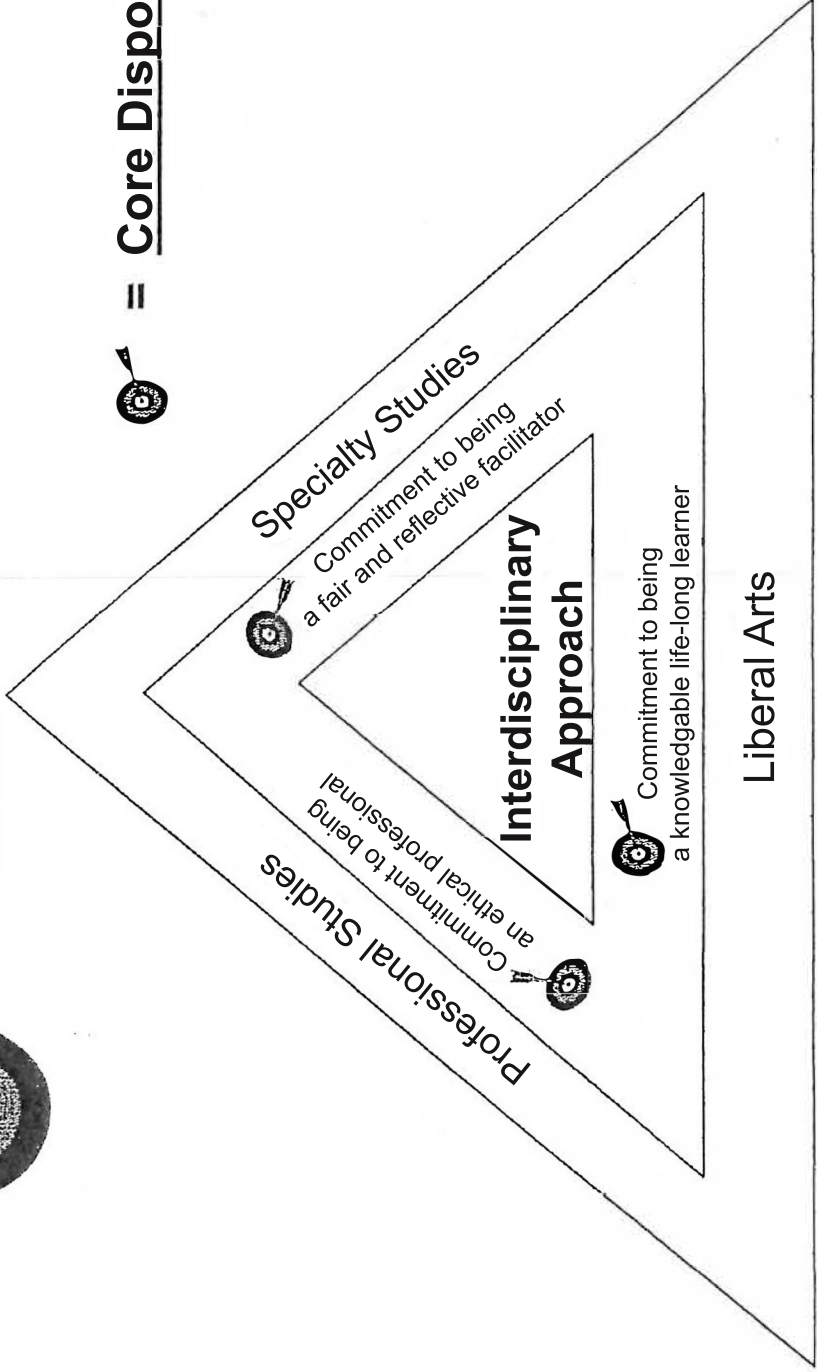 = Core Dispo
Specialty Studies
Commitment to being
a fair and reflective facilitator
Professional Studies
Commitment to being
an ethical professional
Interdisciplinary
Approach
Commitment to being
a knowledgable life-long learner
Liberal Arts